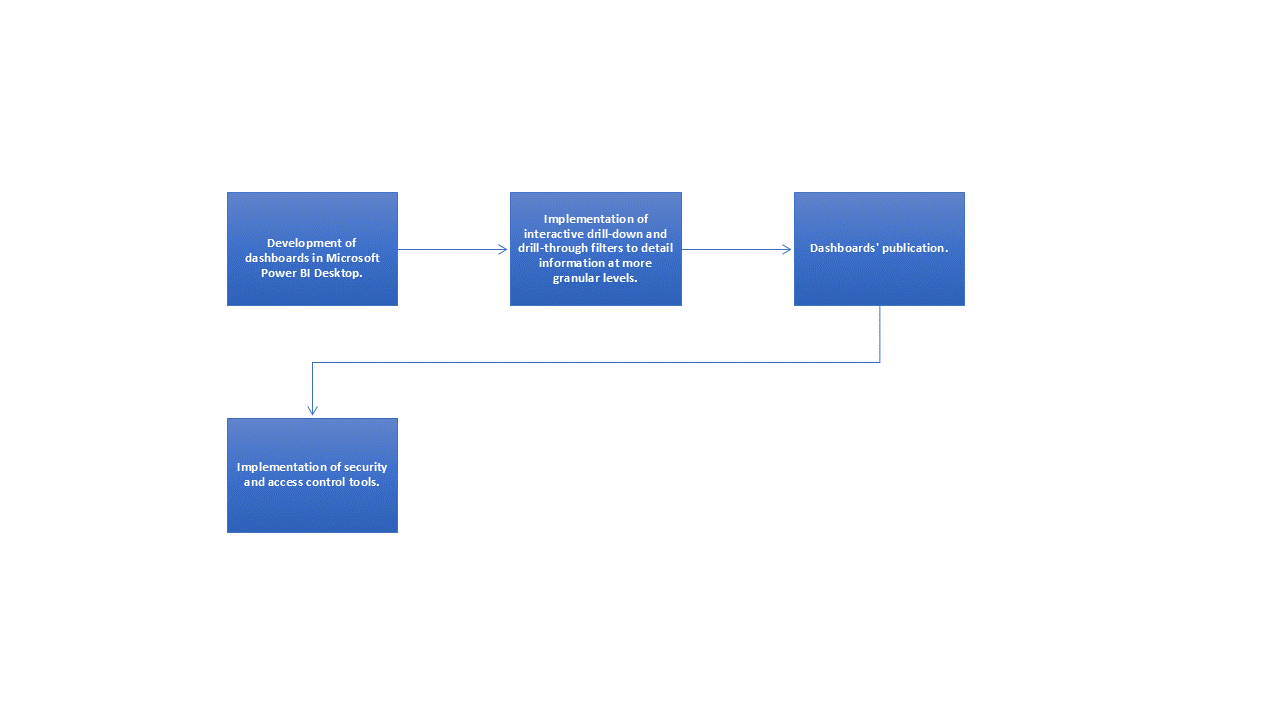 Development of
dashboards in Microsoft
Power BI Desktop.
Implementation of
interactive drill-down and
drill-through filters to detail
information at more
granular levels.
Dashboards' publication.
Implementation of security
and access control tools.